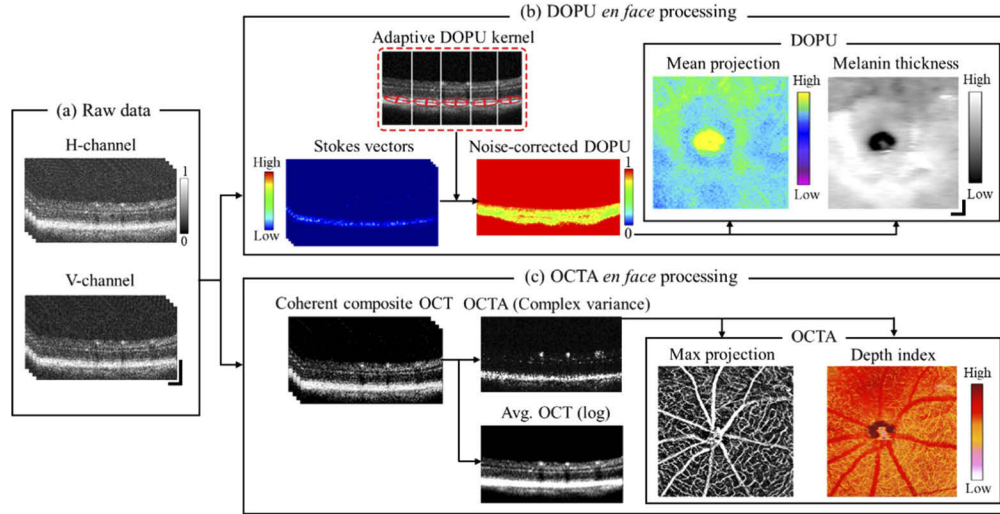 (a) Raw data
H-channel
1
0
V-channel
(b) DOPU en face processing
Adaptive DOPU kernel
Stokes vectors
High
Low
Noise-corrected DOPU
1
0
DOPU
Mean projection
High
Low
Melanin thickness
High
Low
(c) OCTA en face processing
Coherent composite OCT
OCTA (Complex variance)
Avg. OCT (log)
OCTA
Max projection
Depth index
High
Low